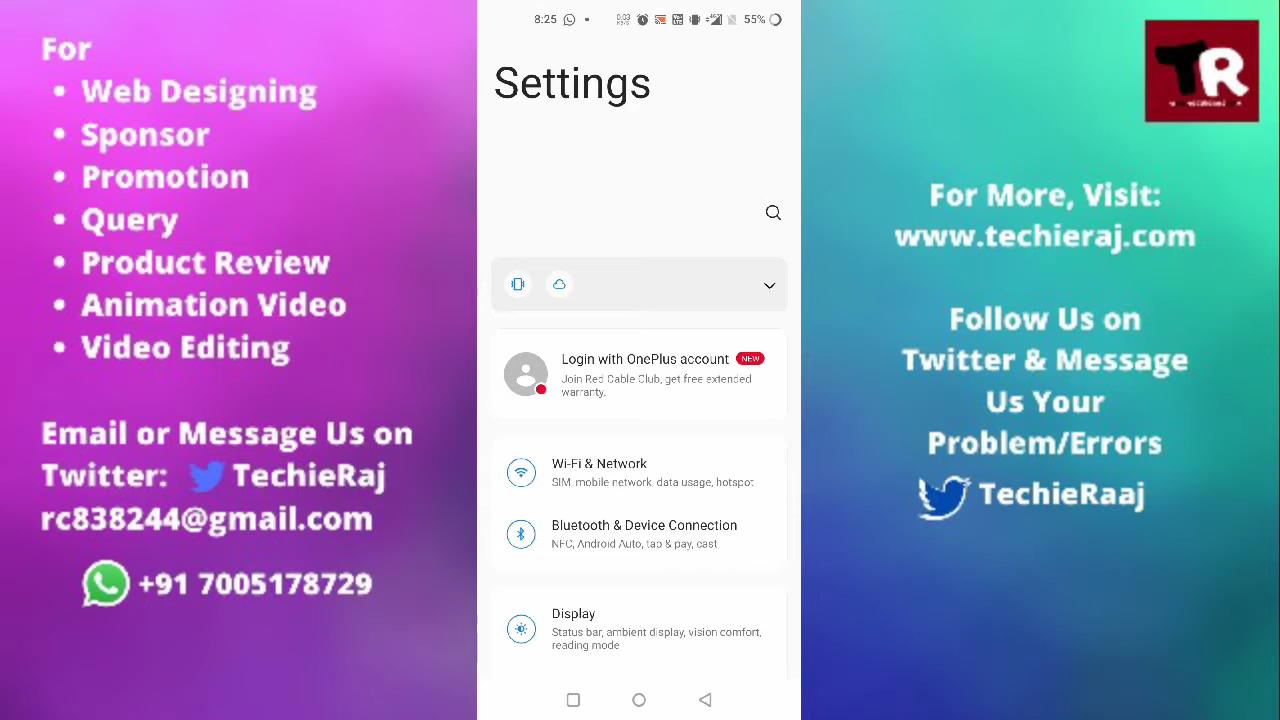 For
• Web Designing
• Sponsor
• Promotion
• Query
• Product Review
• Animation Video
• Video Editing
Email or Message Us on
Twitter: TechieRaj
rc838244@gmail.com
+91 7005178729
8:25
0.03
55%
Settings
Login with OnePlus account NEW
Join Red Cable Club, get free extended
warranty.
Wi-Fi & Network
SIM, mobile network, data usage, hotspot
Bluetooth & Device Connection
NFC, Android Auto, tap & pay, cast
Display
Status bar, ambient display, vision comfort,
reading mode
TR
For More, Visit:
www.techieraj.com
Follow Us on
Twitter & Message
Us Your
Problem/Errors
TechieRaaj